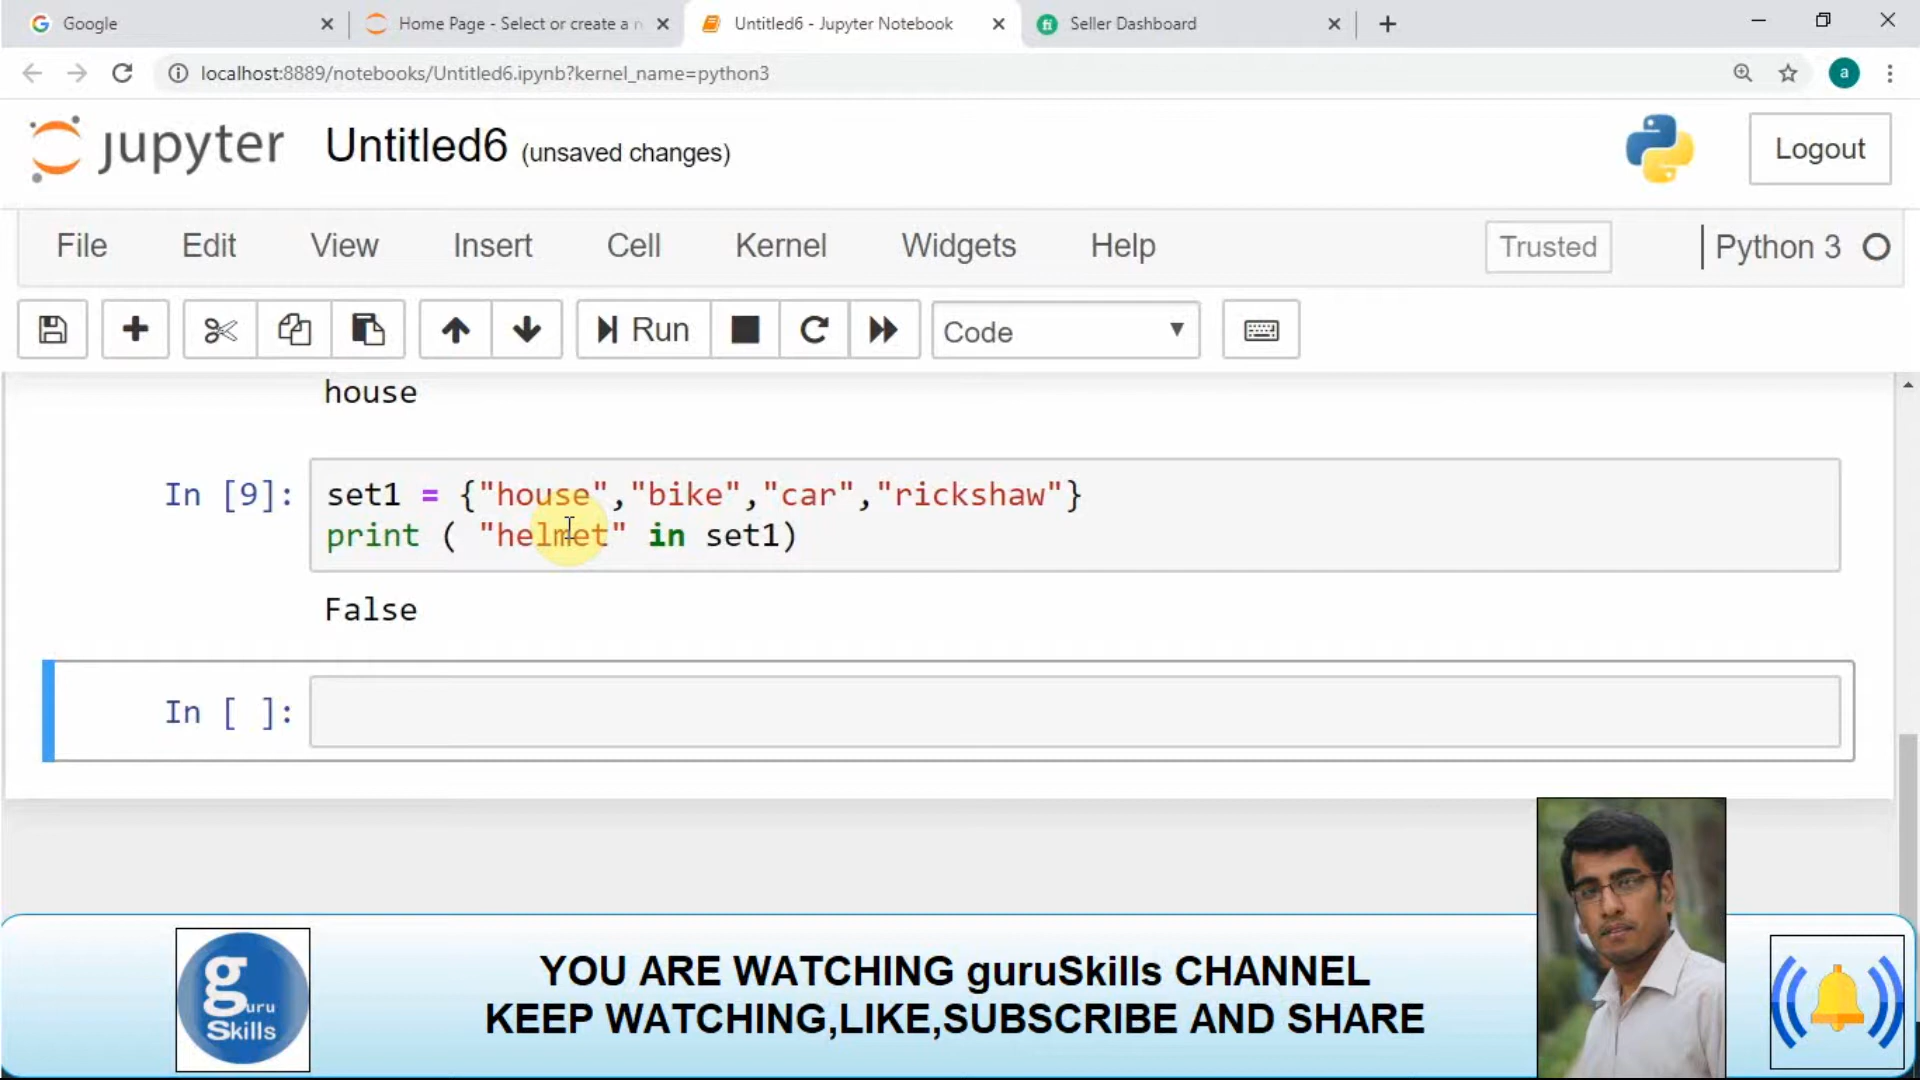 Google
Home Page - Select or create a n
Untitled6 - Jupyter Notebook
Seller Dashboard
localhost:8889/notebooks/Untitled6.ipynb?kernel_name=python3
a
jupyter Untitled6 (unsaved changes)
Logout
File Edit View Insert Cell Kernel Widgets Help Trusted Python 3
Run Code
house
In [9]: set1 = {"house","bike","car","rickshaw"}
print ( "helmet" in set1)
False
In [ ]:
YOU ARE WATCHING guruSkills CHANNEL
KEEP WATCHING,LIKE,SUBSCRIBE AND SHARE
guru
Skills